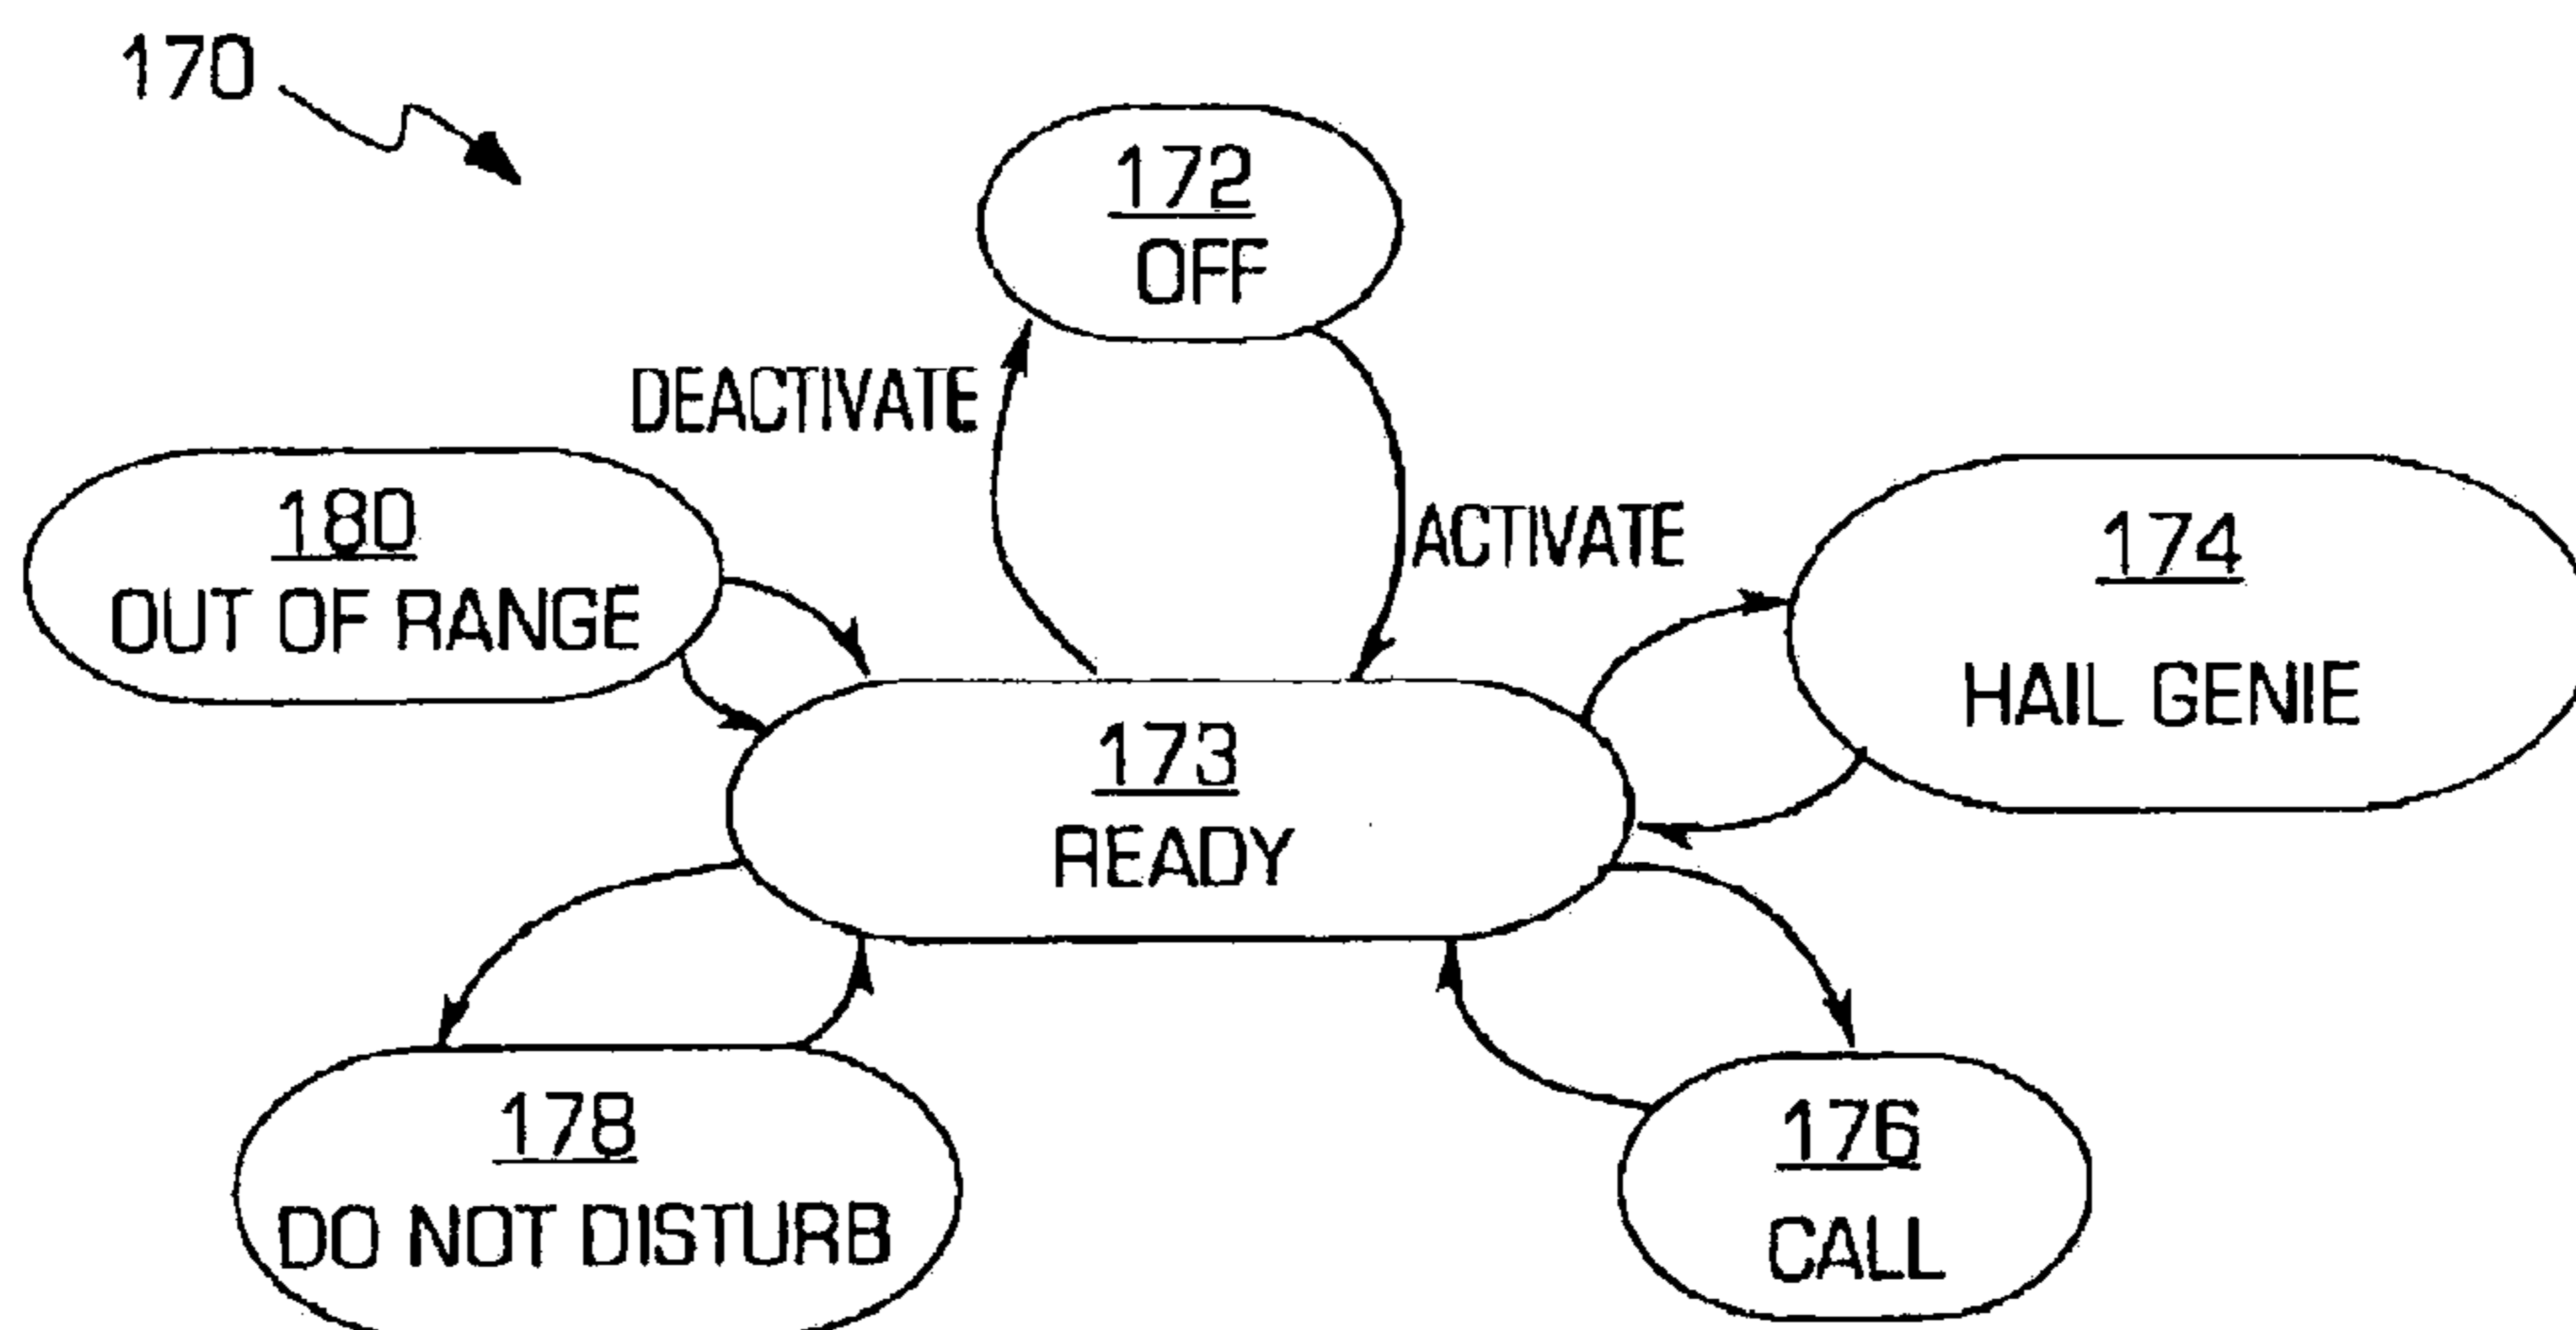 170
172
OFF
DEACTIVATE
ACTIVATE
180
OUT OF RANGE
174
HAIL GENIE
173
READY
178
DO NOT DISTURB
176
CALL